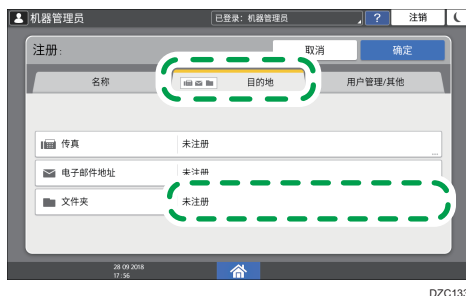 机器管理员
已登录：机器管理员
?
注销
注册:
取消
确定
名称
目的地
用户管理/其他
传真
未注册
...
电子邮件地址
未注册
文件夹
未注册
28 09 2018
17:56
DZC133